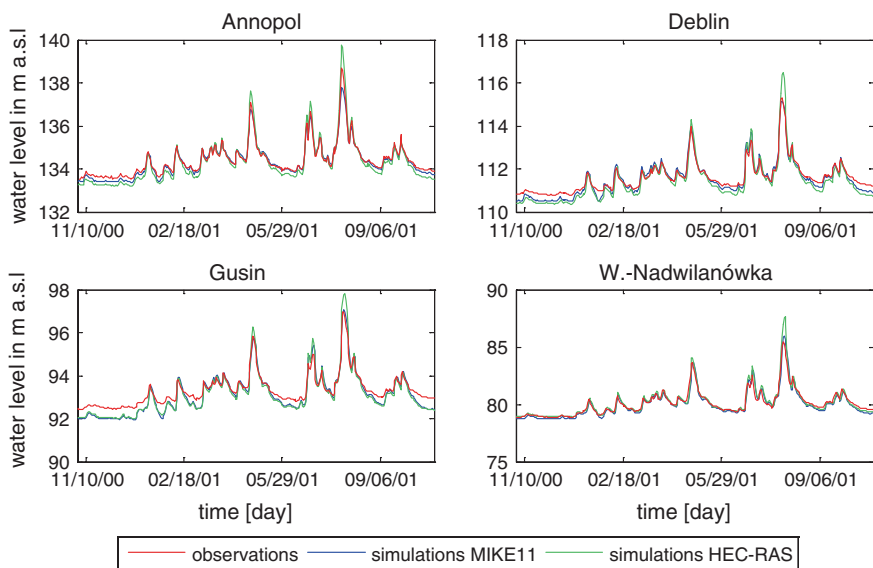 Annopol
water level in m a.s.l
140
138
136
134
132
11/10/00 02/18/01 05/29/01 09/06/01
Deblin
118
116
114
112
110
11/10/00 02/18/01 05/29/01 09/06/01
Gusin
water level in m a.s.l
98
96
94
92
90
11/10/00 02/18/01 05/29/01 09/06/01
time [day]
W.-Nadwilanówka
90
85
80
75
11/10/00 02/18/01 05/29/01 09/06/01
time [day]
observations simulations MIKE11 simulations HEC-RAS